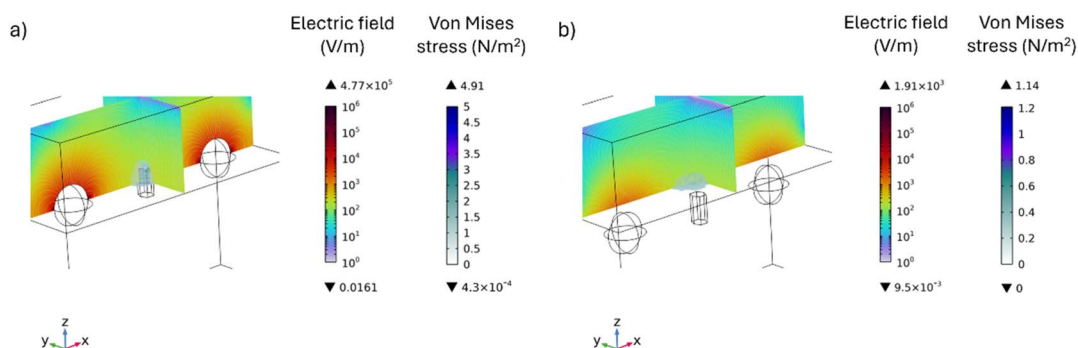 a)
Electric field
(V/m)
Von Mises
stress (N/m²)
▲ 4.77×10⁵
▲ 4.91
10⁶
10⁵
10⁴
10³
10²
10¹
10⁰
5
4.5
4
3.5
3
2.5
2
1.5
1
0.5
0
▼ 0.0161
▼ 4.3×10⁻⁴
z
y
x
b)
Electric field
(V/m)
Von Mises
stress (N/m²)
▲ 1.91×10³
▲ 1.14
10⁶
10⁵
10⁴
10³
10²
10¹
10⁰
1.2
1
0.8
0.6
0.4
0.2
0
▼ 9.5×10⁻³
▼ 0
z
y
x